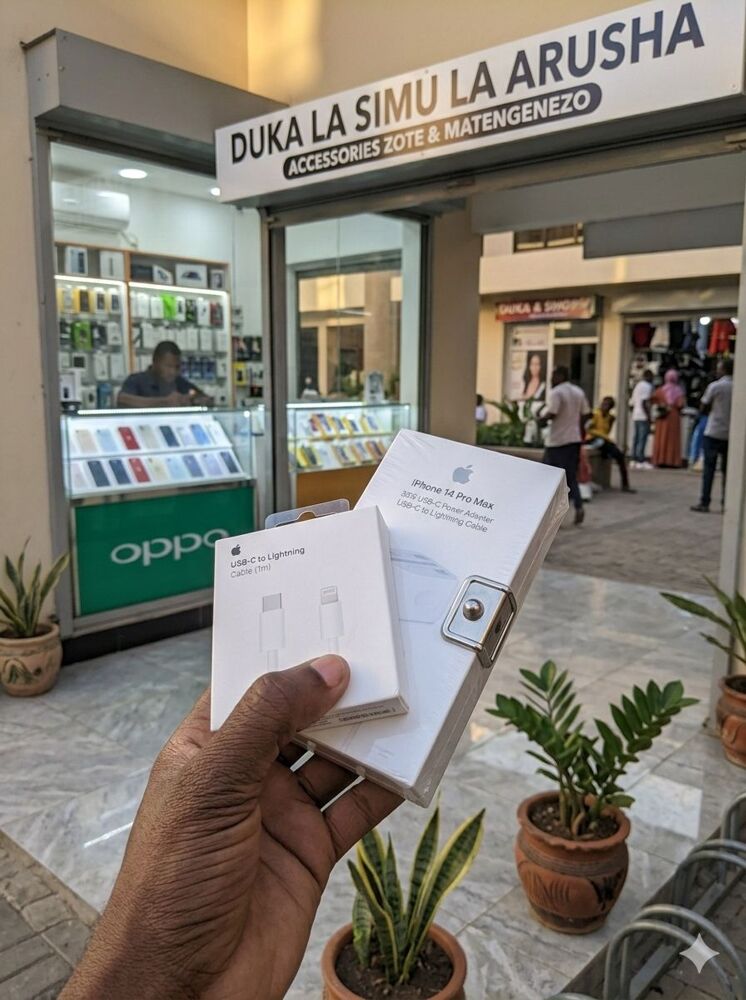 DUKA LA SIMU LA ARUSHA
ACCESSORIES ZOTE & MATENGENEZO
DUKA &
oppo
iPhone 14 Pro Max
USB-C Power Adapter
USB-C to Lightning Cable
USB-C to Lightning
Cable (1m)